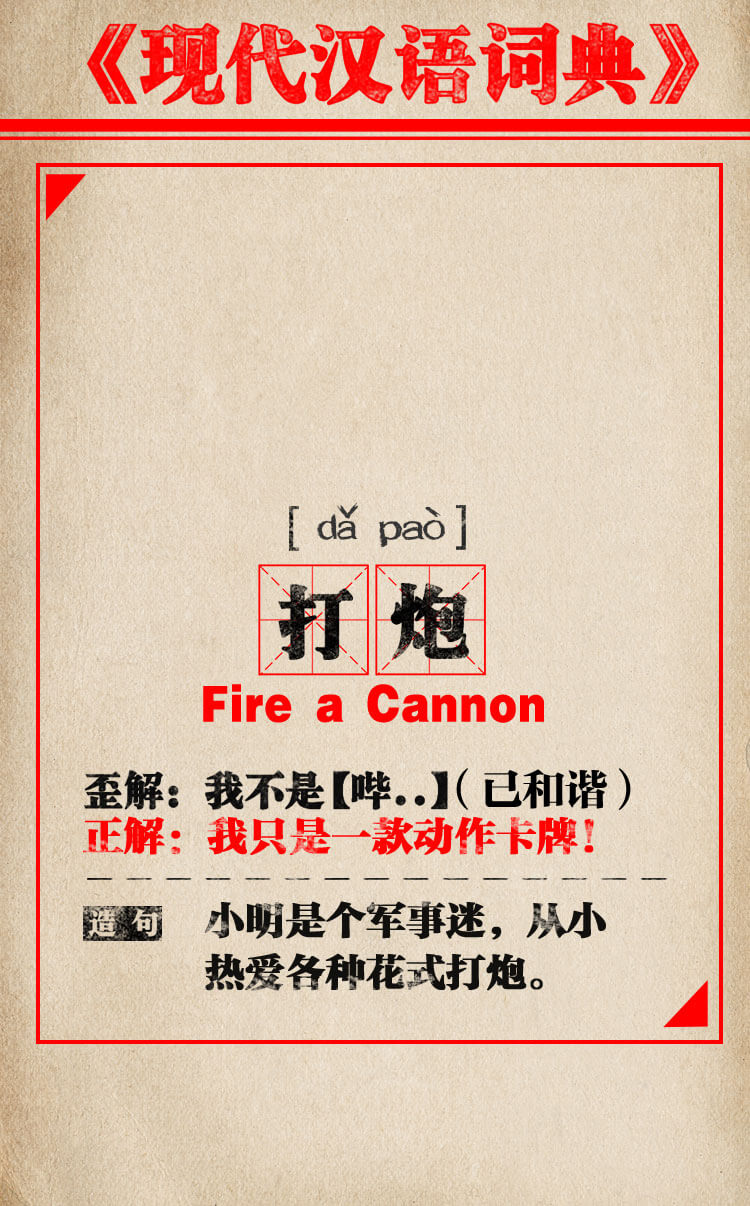 《现代汉语词典》
[ dǎ paò ]
打炮
Fire a Cannon
歪解：我不是【哔..】（已和谐）
正解：我只是一款动作卡牌！
造句 小明是个军事迷，从小
热爱各种花式打炮。